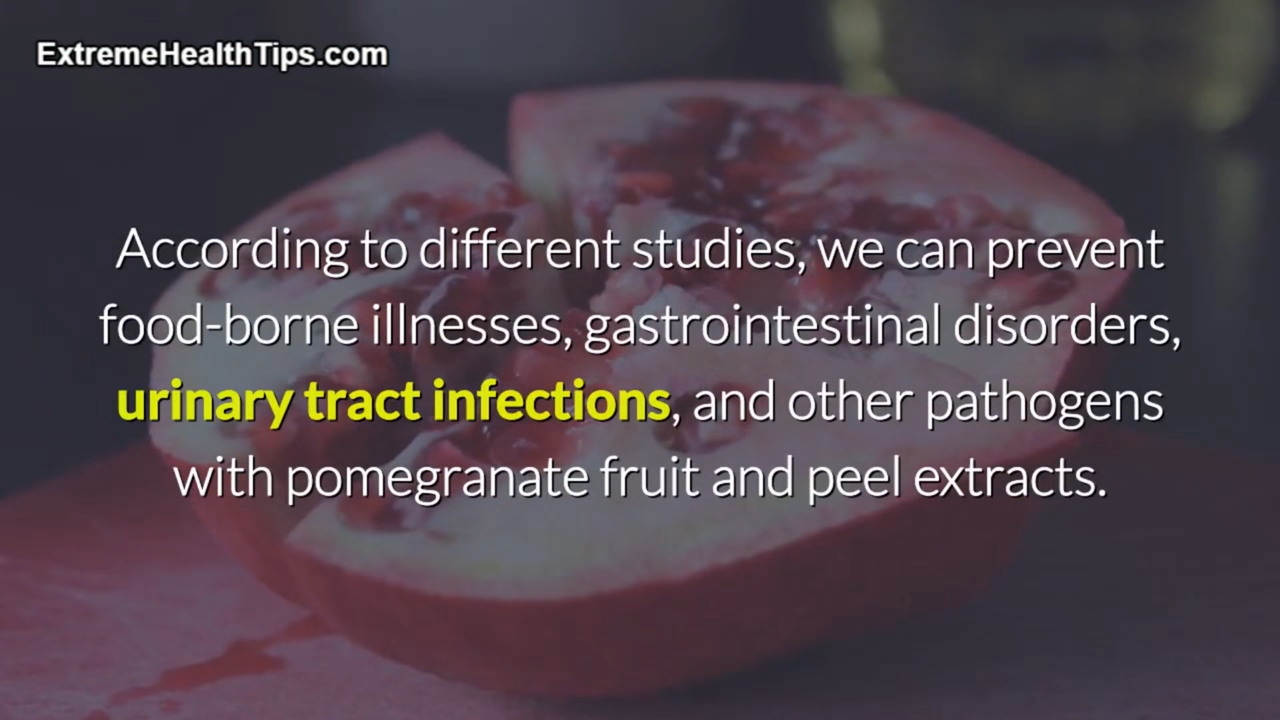 ExtremeHealthTips.com
According to different studies, we can prevent
food-borne illnesses, gastrointestinal disorders,
urinary tract infections, and other pathogens
with pomegranate fruit and peel extracts.